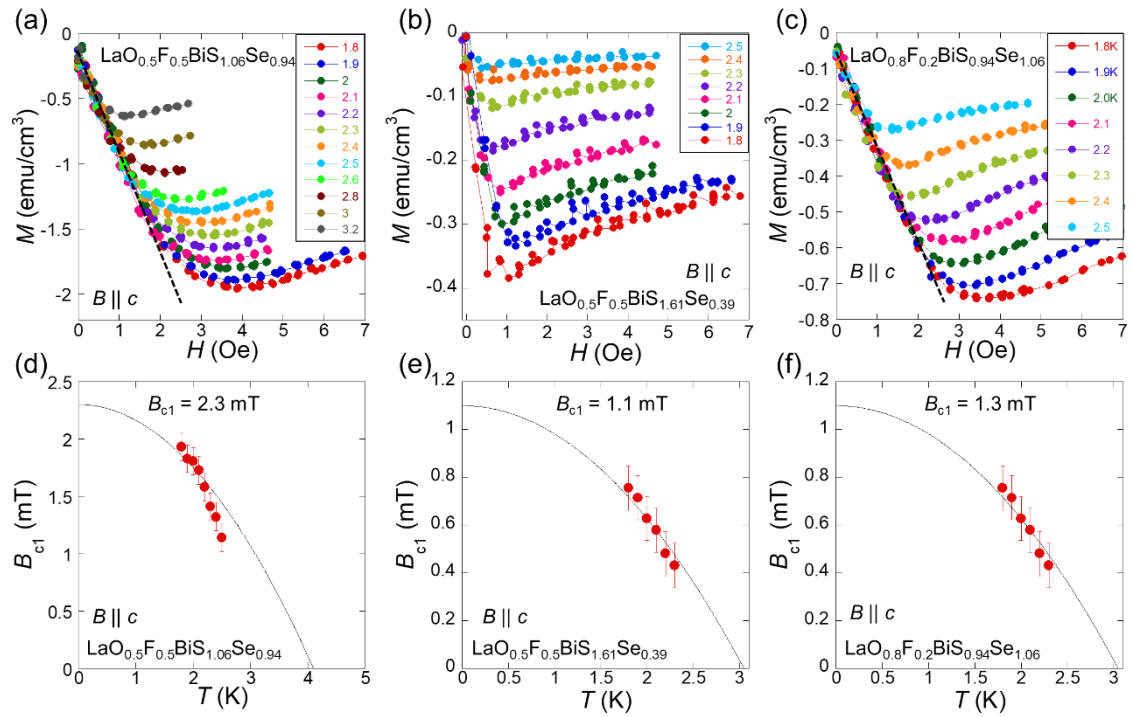 (a)
LaO0.5F0.5BiS1.06Se0.94
1.8
1.9
2
2.1
2.2
2.3
2.4
2.5
2.6
2.8
3
3.2
0
-0.5
-1
-1.5
-2
M (emu/cm3)
B || c
0 1 2 3 4 5 6 7
H (Oe)
(b)
2.5
2.4
2.3
2.2
2.1
2
1.9
1.8
0
-0.1
-0.2
-0.3
-0.4
M (emu/cm3)
B || c
LaO0.5F0.5BiS1.61Se0.39
0 1 2 3 4 5 6 7
H (Oe)
(c)
LaO0.8F0.2BiS0.94Se1.06
1.8K
1.9K
2.0K
2.1
2.2
2.3
2.4
2.5
0
-0.1
-0.2
-0.3
-0.4
-0.5
-0.6
-0.7
-0.8
M (emu/cm3)
B || c
0 1 2 3 4 5 6 7
H (Oe)
(d)
Bc1 = 2.3 mT
2.5
2
1.5
1
0.5
0
Bc1 (mT)
B || c
LaO0.5F0.5BiS1.06Se0.94
0 1 2 3 4 5
T (K)
(e)
Bc1 = 1.1 mT
1.2
1
0.8
0.6
0.4
0.2
0
Bc1 (mT)
B || c
LaO0.5F0.5BiS1.61Se0.39
0 0.5 1 1.5 2 2.5 3
T (K)
(f)
Bc1 = 1.3 mT
1.2
1
0.8
0.6
0.4
0.2
0
Bc1 (mT)
B || c
LaO0.8F0.2BiS0.94Se1.06
0 0.5 1 1.5 2 2.5 3
T (K)